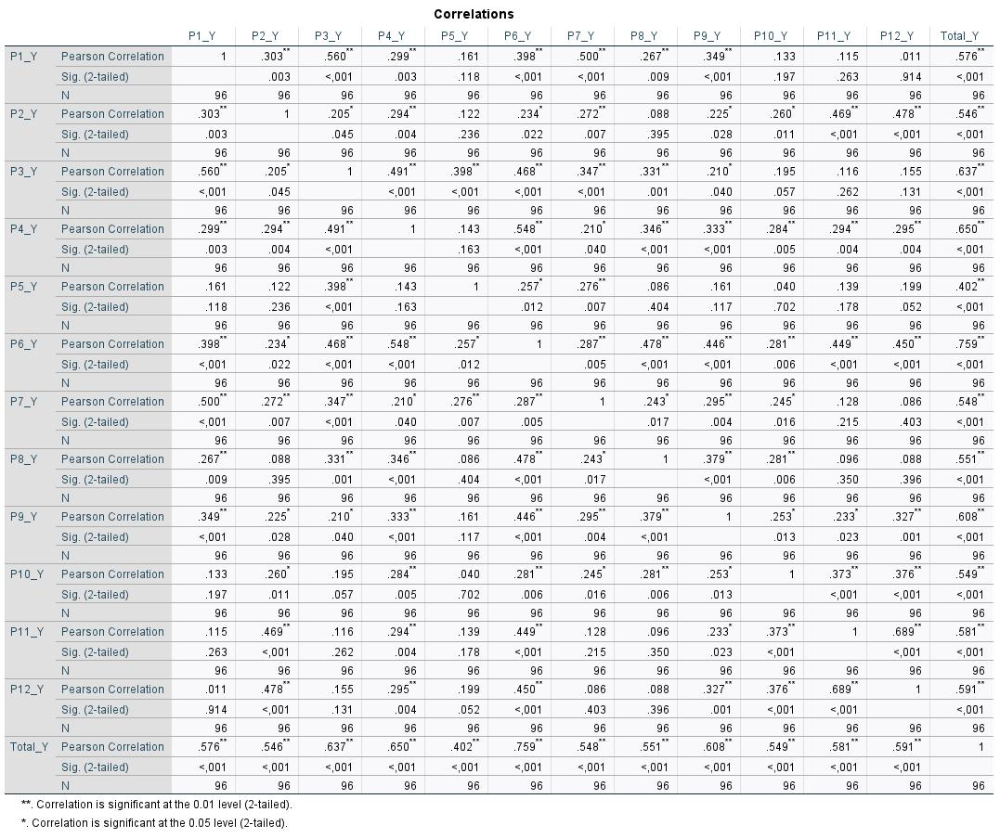 Correlations
P1_Y P2_Y P3_Y P4_Y P5_Y P6_Y P7_Y P8_Y P9_Y P10_Y P11_Y P12_Y Total_Y
P1_Y Pearson Correlation 1 .303** .560** .299** .161 .398** .500** .267** .349** .133 .115 .011 .576**
Sig. (2-tailed) .003 <,001 .003 .118 <,001 <,001 .009 <,001 .197 .263 .914 <,001
N 96 96 96 96 96 96 96 96 96 96 96 96 96
P2_Y Pearson Correlation .303** 1 .205* .294** .122 .234* .272** .088 .225* .260* .469** .478** .546**
Sig. (2-tailed) .003 .045 .004 .236 .022 .007 .395 .028 .011 <,001 <,001 <,001
N 96 96 96 96 96 96 96 96 96 96 96 96 96
P3_Y Pearson Correlation .560** .205* 1 .491** .398** .468** .347** .331** .210* .195 .116 .155 .637**
Sig. (2-tailed) <,001 .045 <,001 <,001 <,001 <,001 .001 .040 .057 .262 .131 <,001
N 96 96 96 96 96 96 96 96 96 96 96 96 96
P4_Y Pearson Correlation .299** .294** .491** 1 .143 .548** .210* .346** .333** .284** .294** .295** .650**
Sig. (2-tailed) .003 .004 <,001 .163 <,001 .040 <,001 <,001 .005 .004 .004 <,001
N 96 96 96 96 96 96 96 96 96 96 96 96 96
P5_Y Pearson Correlation .161 .122 .398** .143 1 .257* .276** .086 .161 .040 .139 .199 .402**
Sig. (2-tailed) .118 .236 <,001 .163 .012 .007 .404 .117 .702 .178 .052 <,001
N 96 96 96 96 96 96 96 96 96 96 96 96 96
P6_Y Pearson Correlation .398** .234* .468** .548** .257* 1 .287** .478** .446** .281** .449** .450** .759**
Sig. (2-tailed) <,001 .022 <,001 <,001 .012 .005 <,001 <,001 .006 <,001 <,001 <,001
N 96 96 96 96 96 96 96 96 96 96 96 96 96
P7_Y Pearson Correlation .500** .272** .347** .210* .276** .287** 1 .243* .295** .245* .128 .086 .548**
Sig. (2-tailed) <,001 .007 <,001 .040 .007 .005 .017 .004 .016 .215 .403 <,001
N 96 96 96 96 96 96 96 96 96 96 96 96 96
P8_Y Pearson Correlation .267** .088 .331** .346** .086 .478** .243* 1 .379** .281** .096 .088 .551**
Sig. (2-tailed) .009 .395 .001 <,001 .404 <,001 .017 <,001 .006 .350 .396 <,001
N 96 96 96 96 96 96 96 96 96 96 96 96 96
P9_Y Pearson Correlation .349** .225* .210* .333** .161 .446** .295** .379** 1 .253* .233* .327** .608**
Sig. (2-tailed) <,001 .028 .040 <,001 .117 <,001 .004 <,001 .013 .023 .001 <,001
N 96 96 96 96 96 96 96 96 96 96 96 96 96
P10_Y Pearson Correlation .133 .260* .195 .284** .040 .281** .245* .281** .253* 1 .373** .376** .549**
Sig. (2-tailed) .197 .011 .057 .005 .702 .006 .016 .006 .013 <,001 <,001 <,001
N 96 96 96 96 96 96 96 96 96 96 96 96 96
P11_Y Pearson Correlation .115 .469** .116 .294** .139 .449** .128 .096 .233* .373** 1 .689** .581**
Sig. (2-tailed) .263 <,001 .262 .004 .178 <,001 .215 .350 .023 <,001 <,001 <,001
N 96 96 96 96 96 96 96 96 96 96 96 96 96
P12_Y Pearson Correlation .011 .478** .155 .295** .199 .450** .086 .088 .327** .376** .689** 1 .591**
Sig. (2-tailed) .914 <,001 .131 .004 .052 <,001 .403 .396 .001 <,001 <,001 <,001
N 96 96 96 96 96 96 96 96 96 96 96 96 96
Total_Y Pearson Correlation .576** .546** .637** .650** .402** .759** .548** .551** .608** .549** .581** .591** 1
Sig. (2-tailed) <,001 <,001 <,001 <,001 <,001 <,001 <,001 <,001 <,001 <,001 <,001 <,001
N 96 96 96 96 96 96 96 96 96 96 96 96 96
**. Correlation is significant at the 0.01 level (2-tailed).
*. Correlation is significant at the 0.05 level (2-tailed).